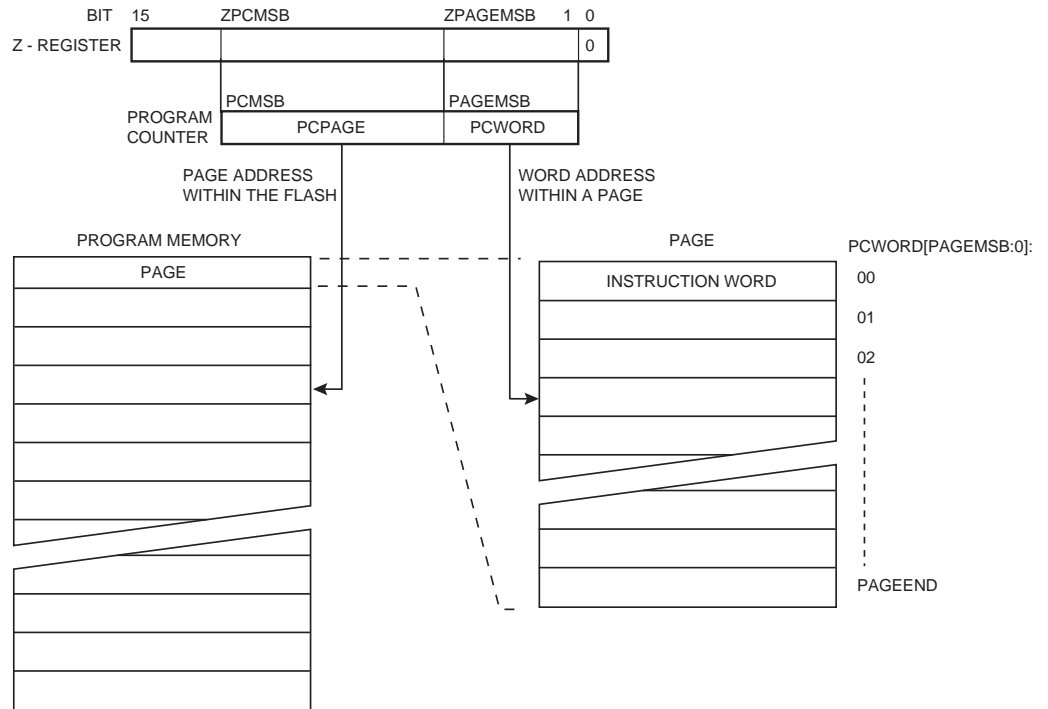 BIT 15 ZPCMSB ZPAGEMSB 1 0
Z - REGISTER 0
PCMSB PAGEMSB
PROGRAM
COUNTER
PCPAGE PCWORD
PAGE ADDRESS
WITHIN THE FLASH
WORD ADDRESS
WITHIN A PAGE
PROGRAM MEMORY
PAGE
PAGE
PCWORD[PAGEMSB:0]:
INSTRUCTION WORD 00
01
02
PAGEEND